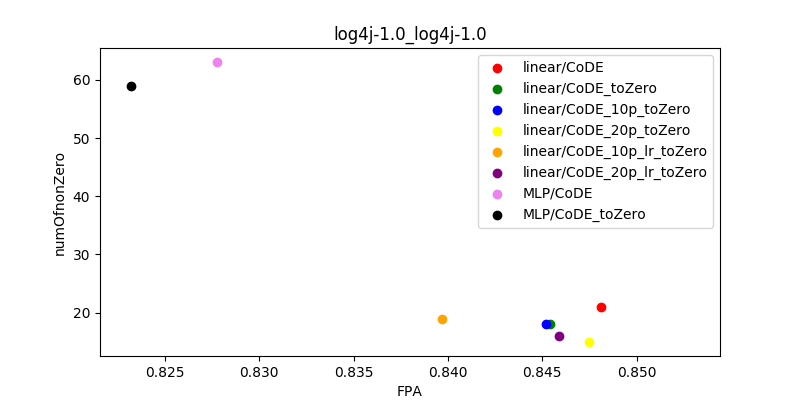 log4j-1.0_log4j-1.0
linear/CoDE
linear/CoDE_toZero
linear/CoDE_10p_toZero
linear/CoDE_20p_toZero
linear/CoDE_10p_lr_toZero
linear/CoDE_20p_lr_toZero
MLP/CoDE
MLP/CoDE_toZero
numOfnonZero
60
50
40
30
20
0.825 0.830 0.835 0.840 0.845 0.850
FPA